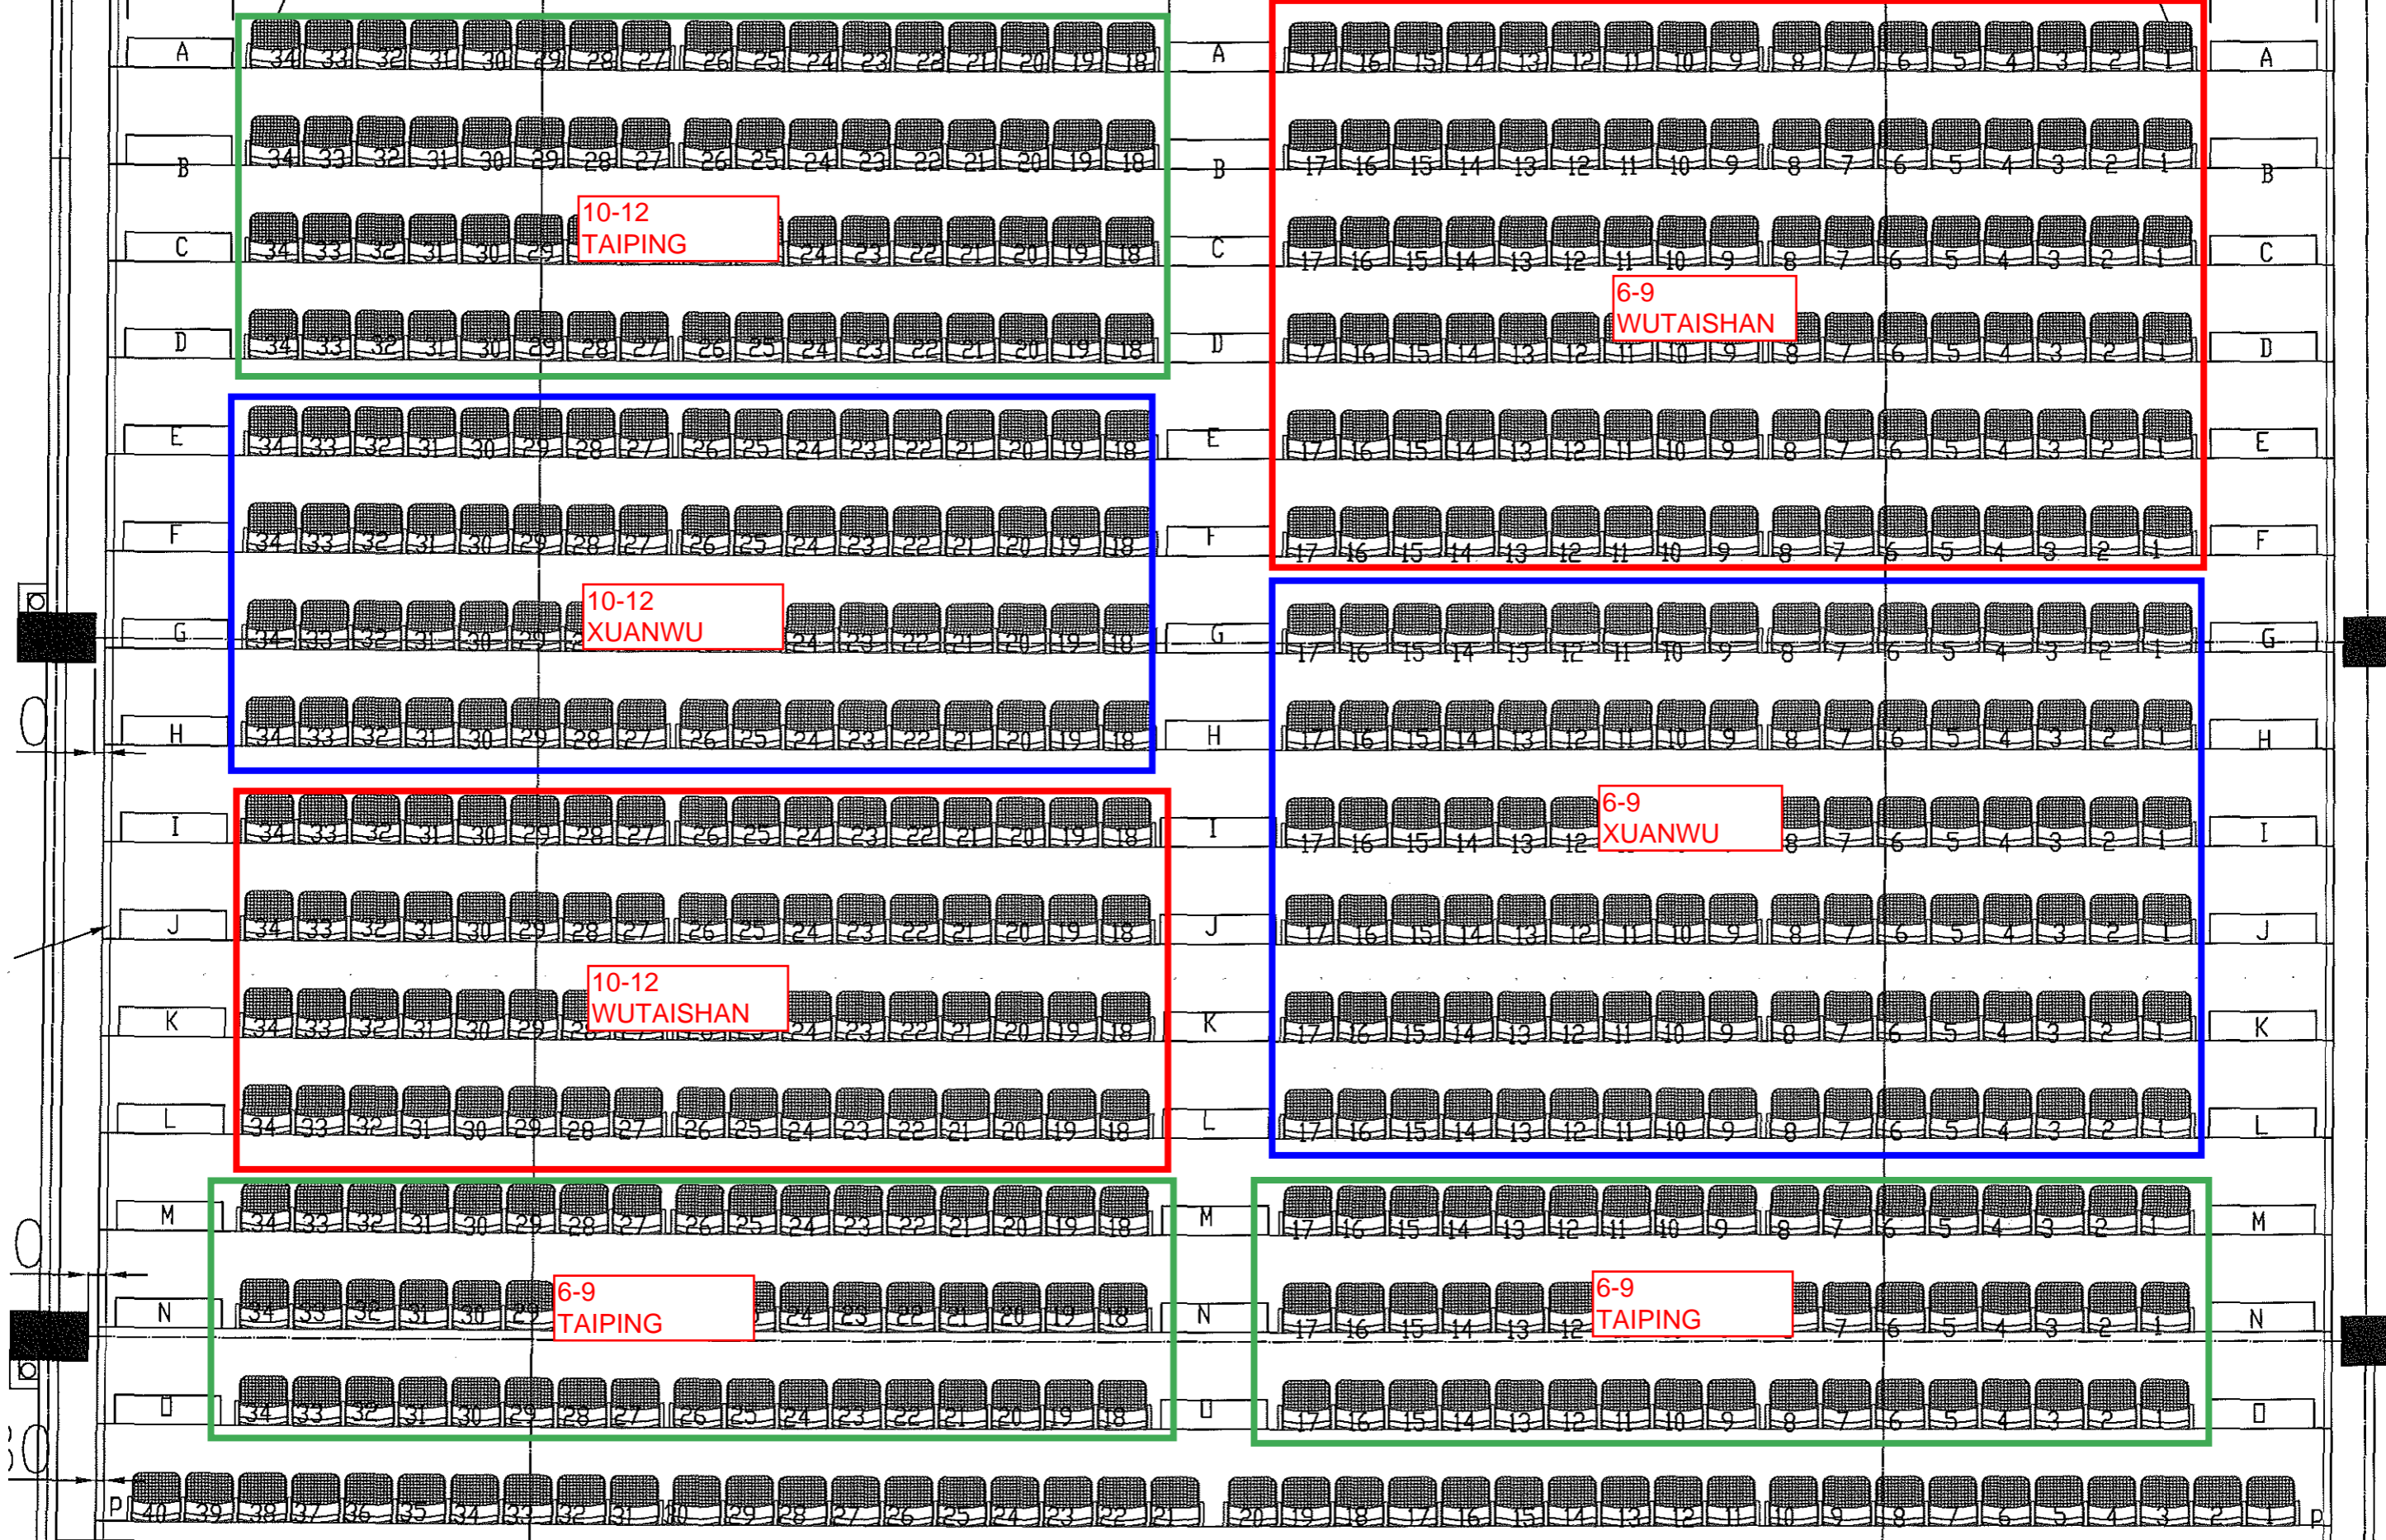 A 34 33 32 31 30 29 28 27 26 25 24 23 22 21 20 19 18 A 17 16 15 14 13 12 11 10 9 8 7 6 5 4 3 2 1 A
B 34 33 32 31 30 29 28 27 26 25 24 23 22 21 20 19 18 B 17 16 15 14 13 12 11 10 9 8 7 6 5 4 3 2 1 B
10-12
TAIPING
C 34 33 32 31 30 29 24 23 22 21 20 19 18 C 17 16 15 14 13 12 11 10 9 8 7 6 5 4 3 2 1 C
6-9
WUTAISHAN
D 34 33 32 31 30 29 28 27 26 25 24 23 22 21 20 19 18 D 17 16 15 14 13 12 11 10 9 8 7 6 5 4 3 2 1 D
E 34 33 32 31 30 29 28 27 26 25 24 23 22 21 20 19 18 E 17 16 15 14 13 12 11 10 9 8 7 6 5 4 3 2 1 E
F 34 33 32 31 30 29 28 27 26 25 24 23 22 21 20 19 18 F 17 16 15 14 13 12 11 10 9 8 7 6 5 4 3 2 1 F
10-12
XUANWU
G 34 33 32 31 30 29 24 23 22 21 20 19 18 G 17 16 15 14 13 12 11 10 9 8 7 6 5 4 3 2 1 G
0
H 34 33 32 31 30 29 28 27 26 25 24 23 22 21 20 19 18 H 17 16 15 14 13 12 11 10 9 8 7 6 5 4 3 2 1 H
6-9
XUANWU
I 34 33 32 31 30 29 28 27 26 25 24 23 22 21 20 19 18 I 17 16 15 14 13 12 8 7 6 5 4 3 2 1 I
J 34 33 32 31 30 29 28 27 26 25 24 23 22 21 20 19 18 J 17 16 15 14 13 12 11 10 9 8 7 6 5 4 3 2 1 J
10-12
WUTAISHAN
K 34 33 32 31 30 29 24 23 22 21 20 19 18 K 17 16 15 14 13 12 11 10 9 8 7 6 5 4 3 2 1 K
L 34 33 32 31 30 29 28 27 26 25 24 23 22 21 20 19 18 L 17 16 15 14 13 12 11 10 9 8 7 6 5 4 3 2 1 L
M 34 33 32 31 30 29 28 27 26 25 24 23 22 21 20 19 18 M 17 16 15 14 13 12 11 10 9 8 7 6 5 4 3 2 1 M
0
6-9
TAIPING
6-9
TAIPING
N 34 33 32 31 30 29 24 23 22 21 20 19 18 N 17 16 15 14 13 12 7 6 5 4 3 2 1 N
O 34 33 32 31 30 29 28 27 26 25 24 23 22 21 20 19 18 O 17 16 15 14 13 12 11 10 9 8 7 6 5 4 3 2 1 O
P 40 39 38 37 36 35 34 33 32 31 30 29 28 27 26 25 24 23 22 21 20 19 18 17 16 15 14 13 12 11 10 9 8 7 6 5 4 3 2 1 P